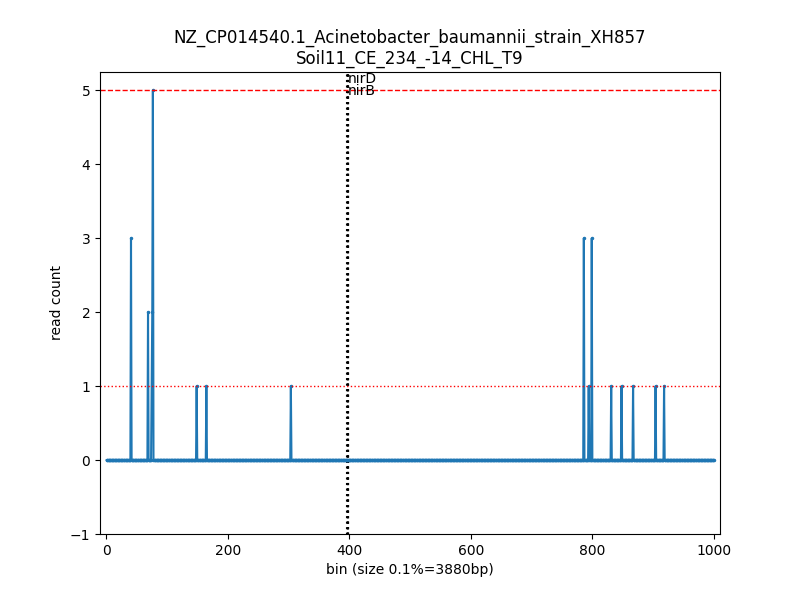 NZ_CP014540.1_Acinetobacter_baumannii_strain_XH857
Soil11_CE_234_-14_CHL_T9
nirD
nirB
read count
5
4
3
2
1
0
−1
0 200 400 600 800 1000
bin (size 0.1%=3880bp)